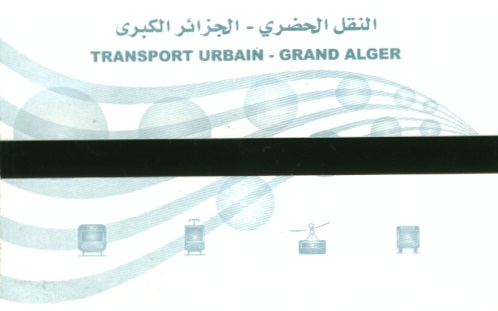 النقل الحضري - الجزائر الكبرى
TRANSPORT URBAIN - GRAND ALGER